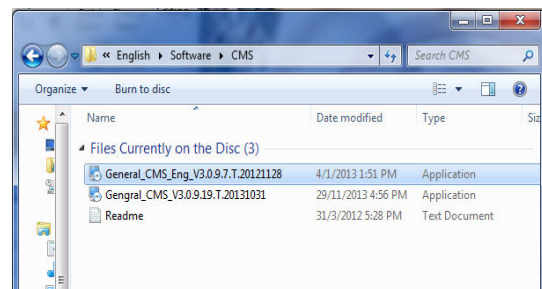 « English ▸ Software ▸ CMS Search CMS
Organize ▾ Burn to disc
Name Date modified Type Siz
Files Currently on the Disc (3)
General_CMS_Eng_V3.0.9.7.T.20121128 4/1/2013 1:51 PM Application
Gengral_CMS_V3.0.9.19.T.20131031 29/11/2013 4:56 PM Application
Readme 31/3/2012 5:28 PM Text Document